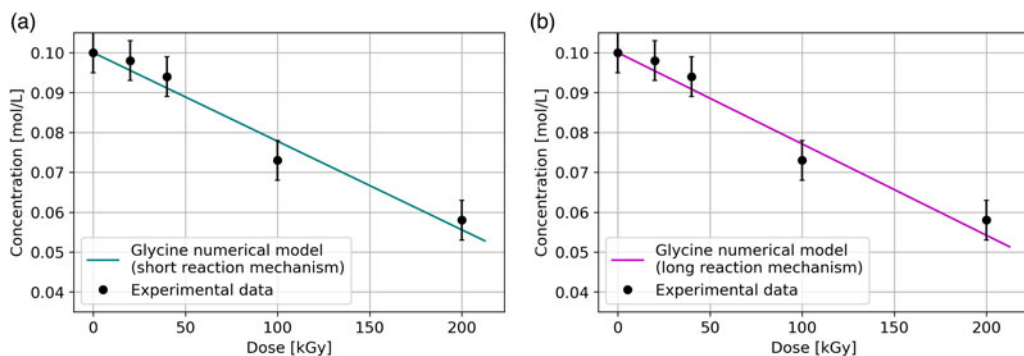 (a)
Concentration [mol/L]
0.10
0.09
0.08
0.07
0.06
0.05
0.04
Glycine numerical model
(short reaction mechanism)
Experimental data
0 50 100 150 200
Dose [kGy]
(b)
Concentration [mol/L]
0.10
0.09
0.08
0.07
0.06
0.05
0.04
Glycine numerical model
(long reaction mechanism)
Experimental data
0 50 100 150 200
Dose [kGy]